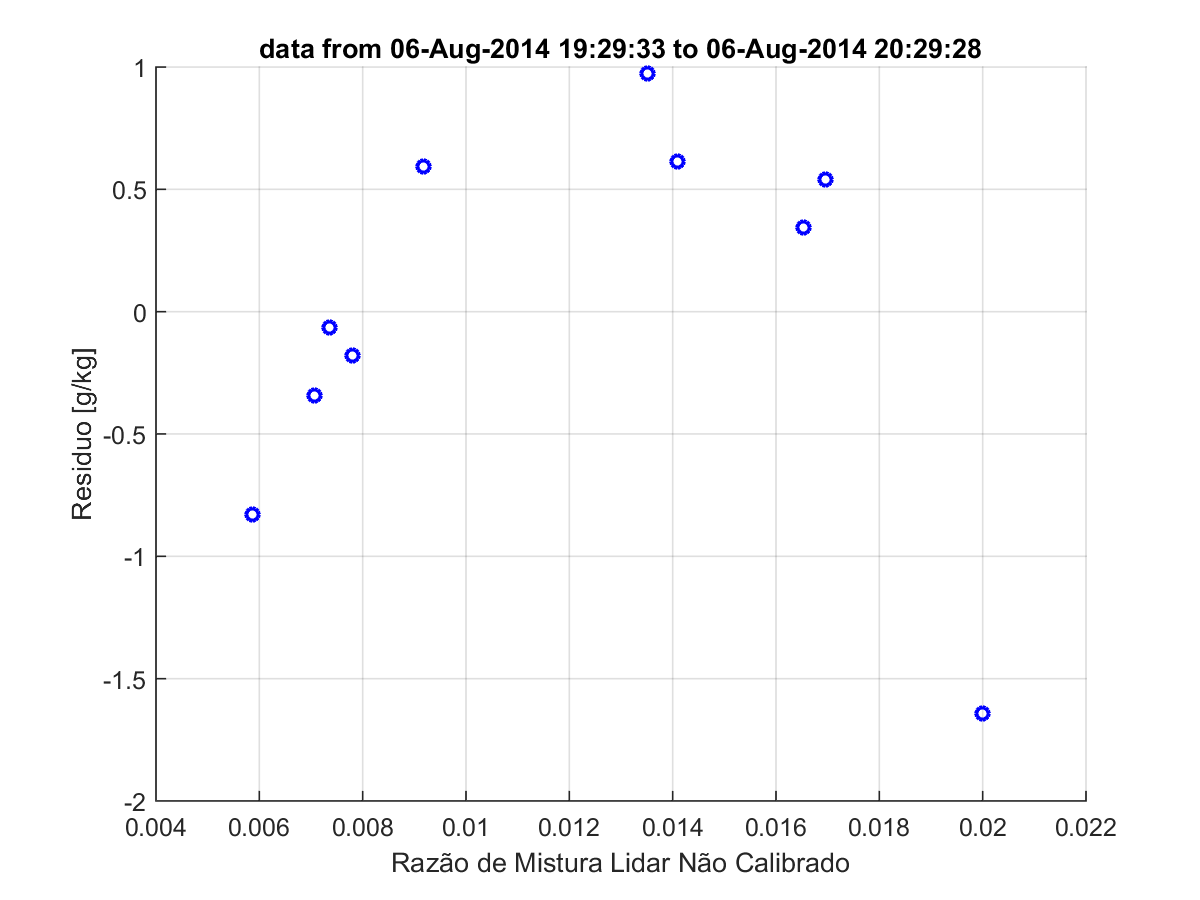 data from 06-Aug-2014 19:29:33 to 06-Aug-2014 20:29:28
1
0.5
0
-0.5
-1
-1.5
-2
Residuo [g/kg]
0.004 0.006 0.008 0.01 0.012 0.014 0.016 0.018 0.02 0.022
Razão de Mistura Lidar Não Calibrado